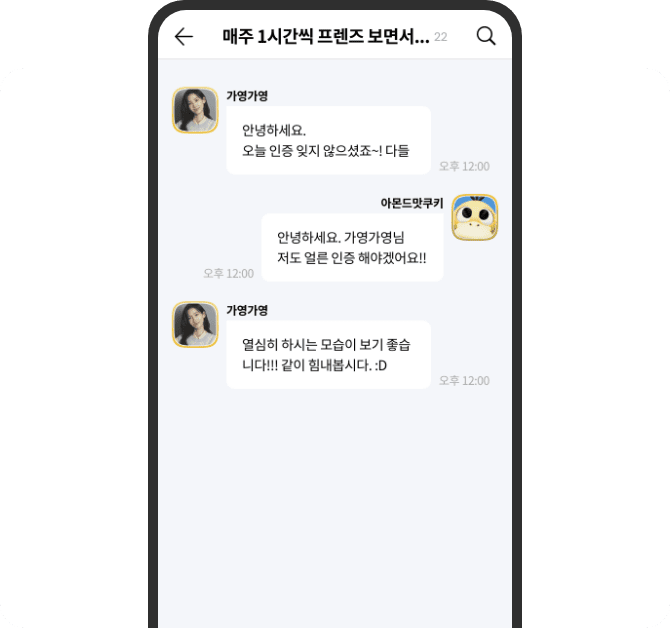 매주 1시간씩 프렌즈 보면서... 22
가영가영
안녕하세요.
오늘 인증 잊지 않으셨죠~! 다들
오후 12:00
아몬드맛쿠키
안녕하세요. 가영가영님
저도 얼른 인증 해야겠어요!!
오후 12:00
가영가영
열심히 하시는 모습이 보기 좋습
니다!!! 같이 힘내봅시다. :D
오후 12:00